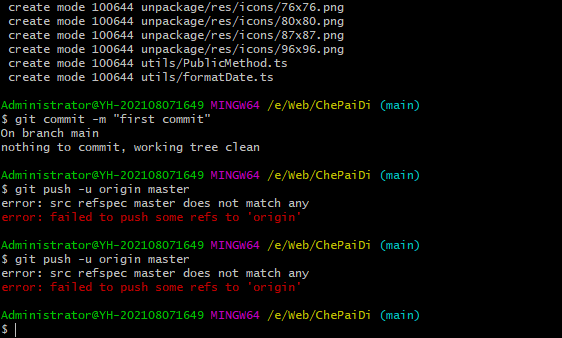 create mode 100644 unpackage/res/icons/76x76.png
create mode 100644 unpackage/res/icons/80x80.png
create mode 100644 unpackage/res/icons/87x87.png
create mode 100644 unpackage/res/icons/96x96.png
create mode 100644 utils/PublicMethod.ts
create mode 100644 utils/formatDate.ts
Administrator@YH-202108071649 MINGW64 /e/Web/ChePaiDi (main)
$ git commit -m "first commit"
On branch main
nothing to commit, working tree clean
Administrator@YH-202108071649 MINGW64 /e/Web/ChePaiDi (main)
$ git push -u origin master
error: src refspec master does not match any
error: failed to push some refs to 'origin'
Administrator@YH-202108071649 MINGW64 /e/Web/ChePaiDi (main)
$ git push -u origin master
error: src refspec master does not match any
error: failed to push some refs to 'origin'
Administrator@YH-202108071649 MINGW64 /e/Web/ChePaiDi (main)
$